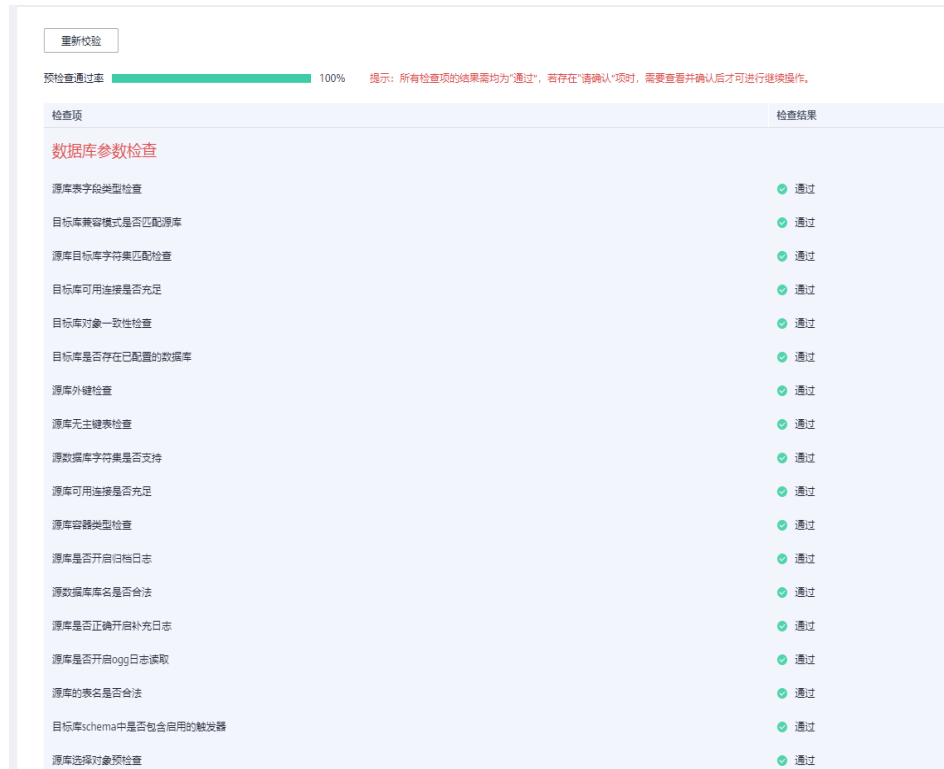 重新校验
预检查通过率 100% 提示：所有检查项的结果需均为"通过"，若存在"请确认"项时，需要查看并确认后才可进行继续操作。
检查项 检查结果
数据库参数检查
源库表字段类型检查 通过
目标库兼容模式是否匹配源库 通过
源库目标库字符集匹配检查 通过
目标库可用连接是否充足 通过
目标库对象一致性检查 通过
目标库是否存在已配置的数据库 通过
源库外键检查 通过
源库无主键表检查 通过
源数据库字符集是否支持 通过
源库可用连接是否充足 通过
源库容器类型检查 通过
源库是否开启归档日志 通过
源数据库库名是否合法 通过
源库是否正确开启补充日志 通过
源库是否开启ogg日志读取 通过
源库的表名是否合法 通过
目标库schema中是否包含启用的触发器 通过
源库选择对象预检查 通过